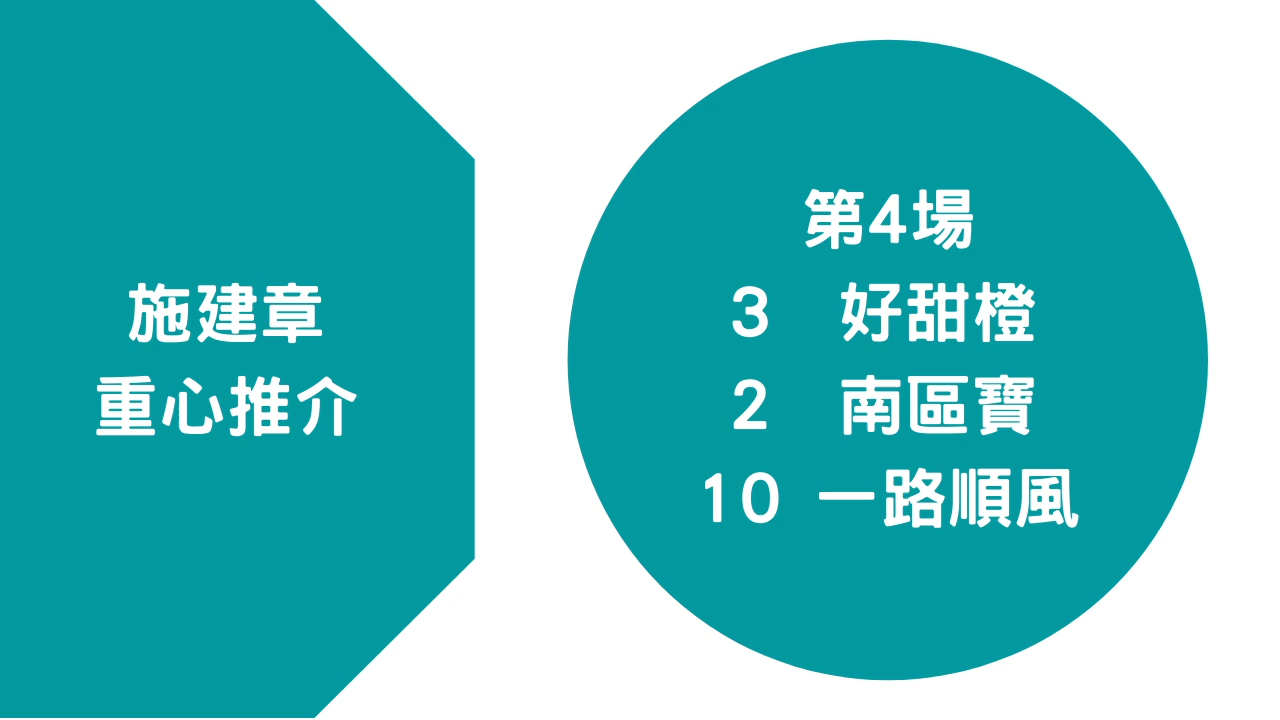 施建章
重心推介
第4場
3 好甜橙
2 南區寶
10 一路順風